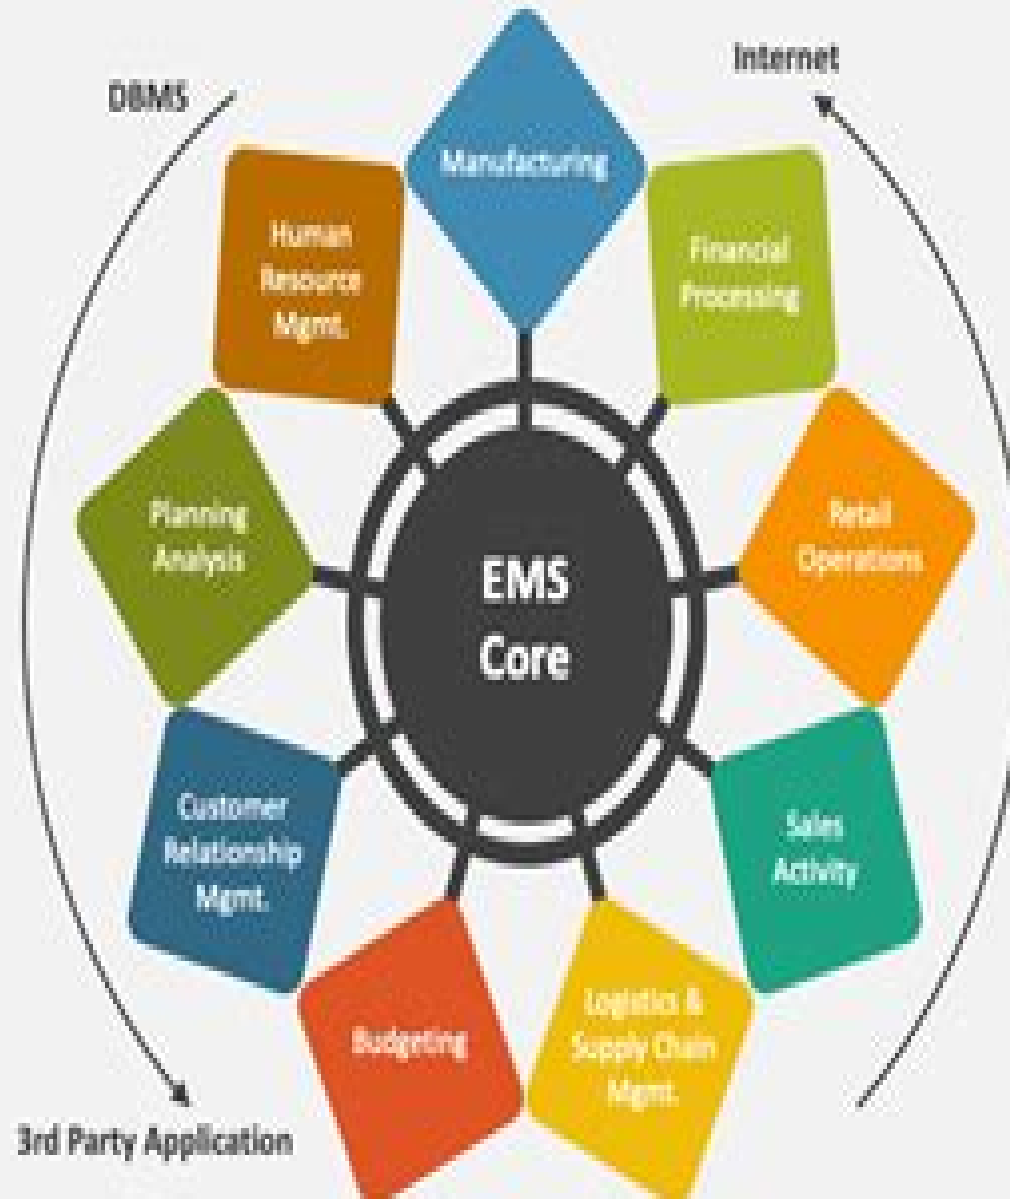 Internet
DBMS
Manufacturing
Human
Resource
Mgmt.
Financial
Processing
Planning
Analysis
Retail
Operations
EMS
Core
Customer
Relationship
Mgmt.
Sales
Activity
Budgeting
Logistics &
Supply Chain
Mgmt.
3rd Party Application